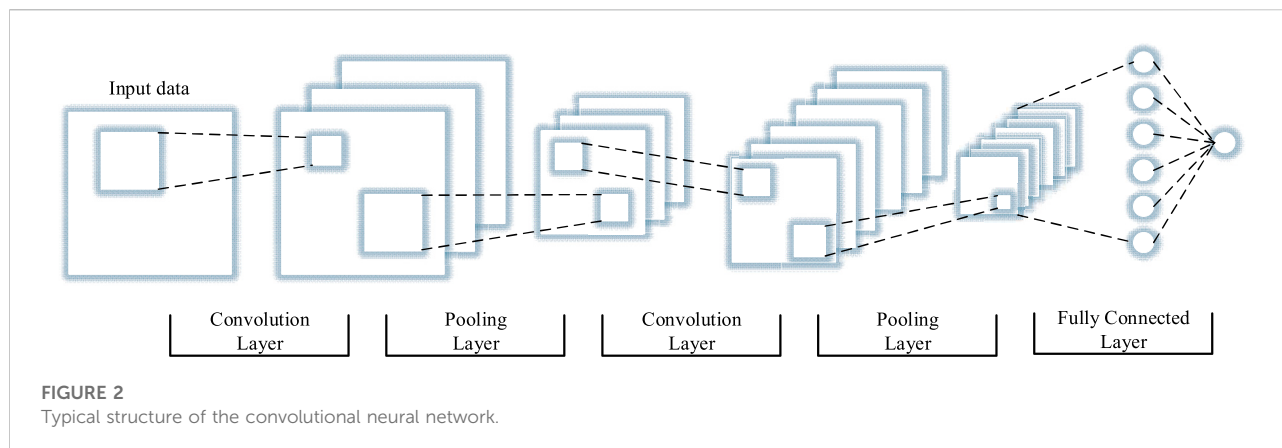 Input data
Convolution
Layer
Pooling
Layer
Convolution
Layer
Pooling
Layer
Fully Connected
Layer
FIGURE 2
Typical structure of the convolutional neural network.